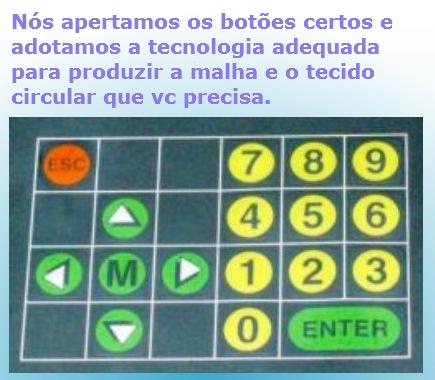 Nós apertamos os botões certos e
adotamos a tecnologia adequada
para produzir a malha e o tecido
circular que vc precisa.
ESC 7 8 9
4 5 6
M 1 2 3
0 ENTER